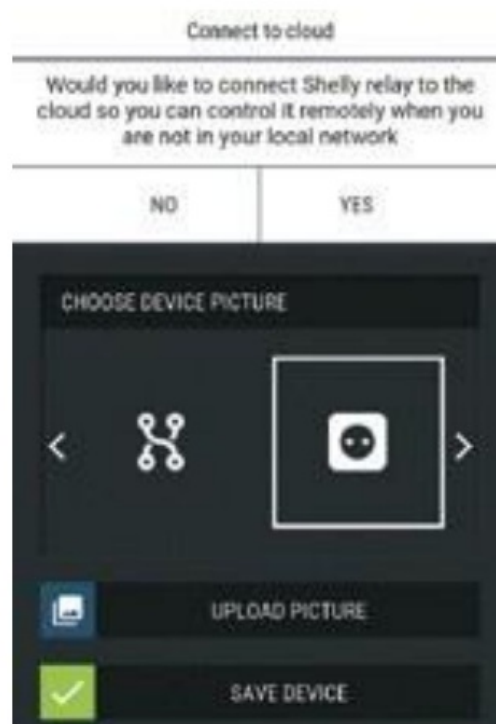 Connect to cloud
Would you like to connect Shelly relay to the
cloud so you can control it remotely when you
are not in your local network
NO
YES
CHOOSE DEVICE PICTURE
UPLOAD PICTURE
SAVE DEVICE